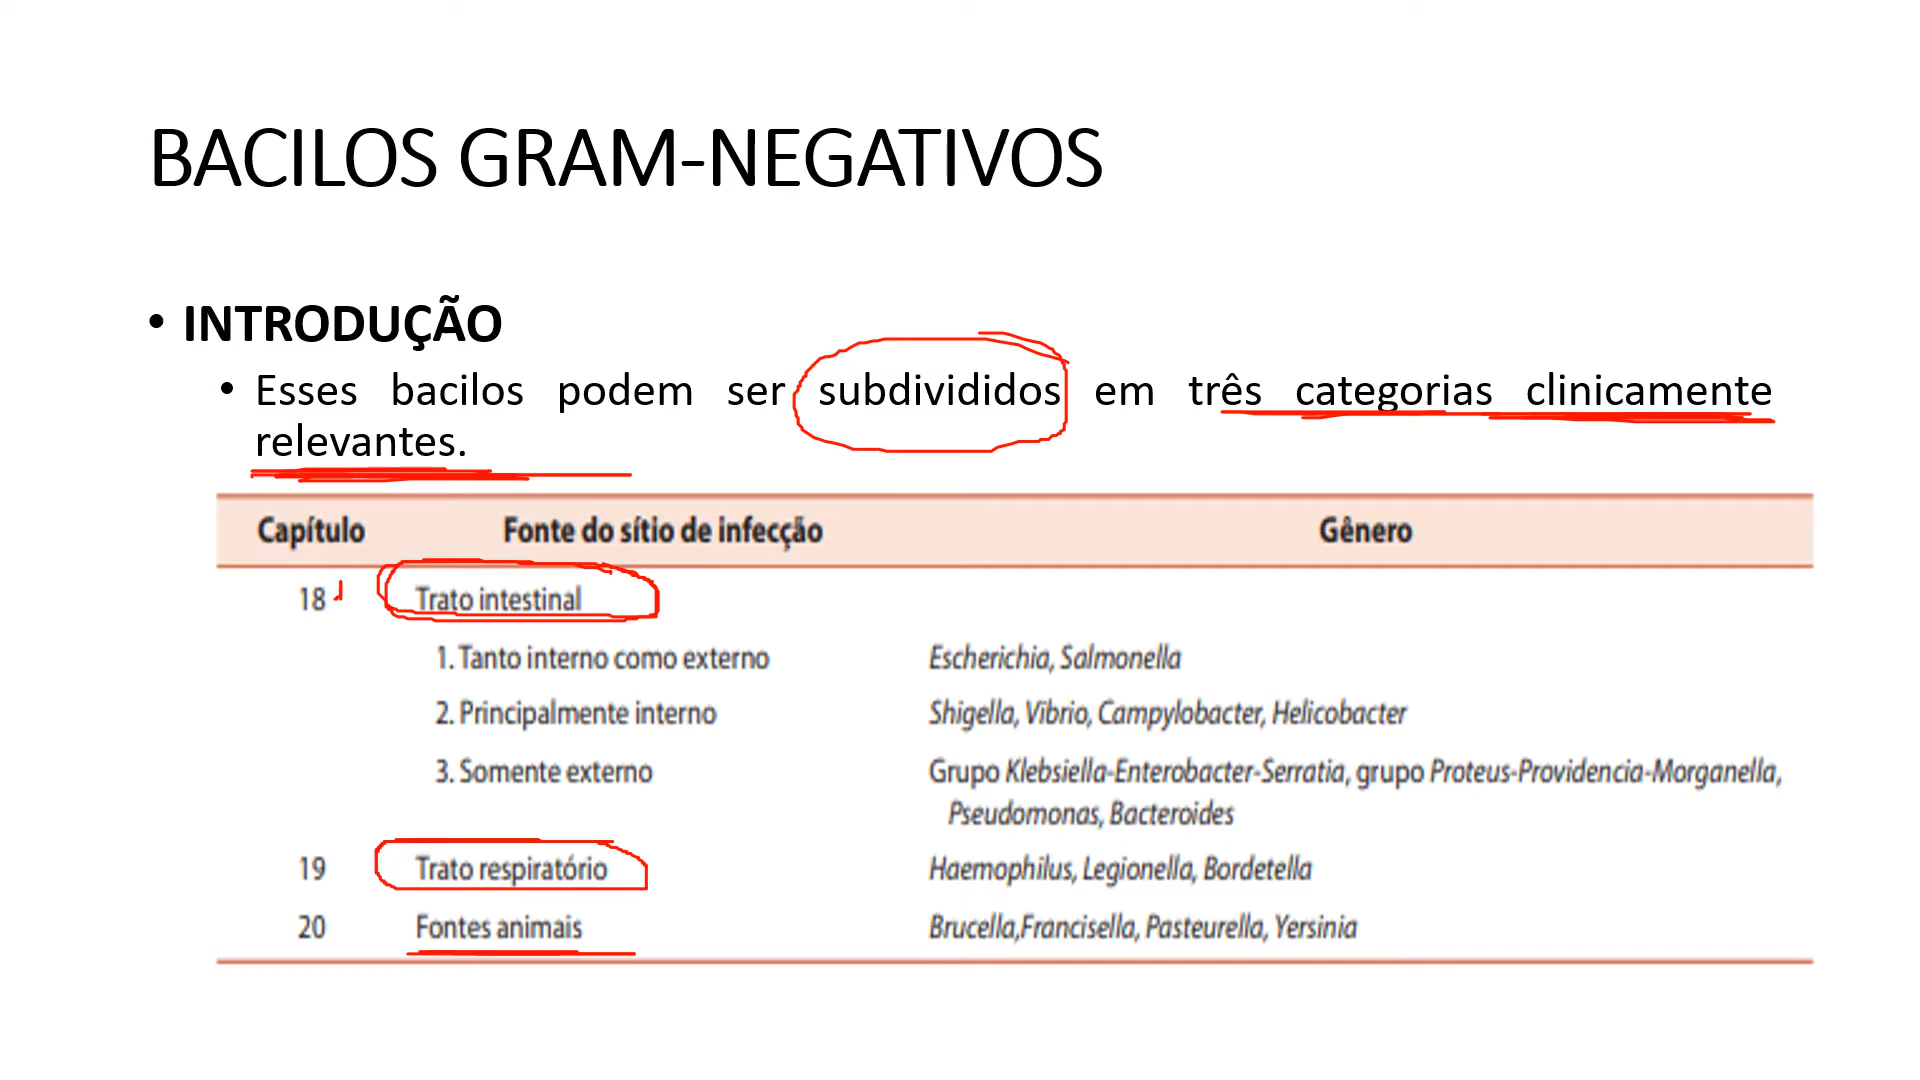 BACILOS GRAM-NEGATIVOS
• INTRODUÇÃO
• Esses bacilos podem ser subdivididos em três categorias clinicamente
relevantes.
Capítulo Fonte do sítio de infecção Gênero
18 Trato intestinal
1. Tanto interno como externo Escherichia, Salmonella
2. Principalmente interno Shigella, Vibrio, Campylobacter, Helicobacter
3. Somente externo Grupo Klebsiella-Enterobacter-Serratia, grupo Proteus-Providencia-Morganella,
Pseudomonas, Bacteroides
19 Trato respiratório Haemophilus, Legionella, Bordetella
20 Fontes animais Brucella,Francisella, Pasteurella, Yersinia